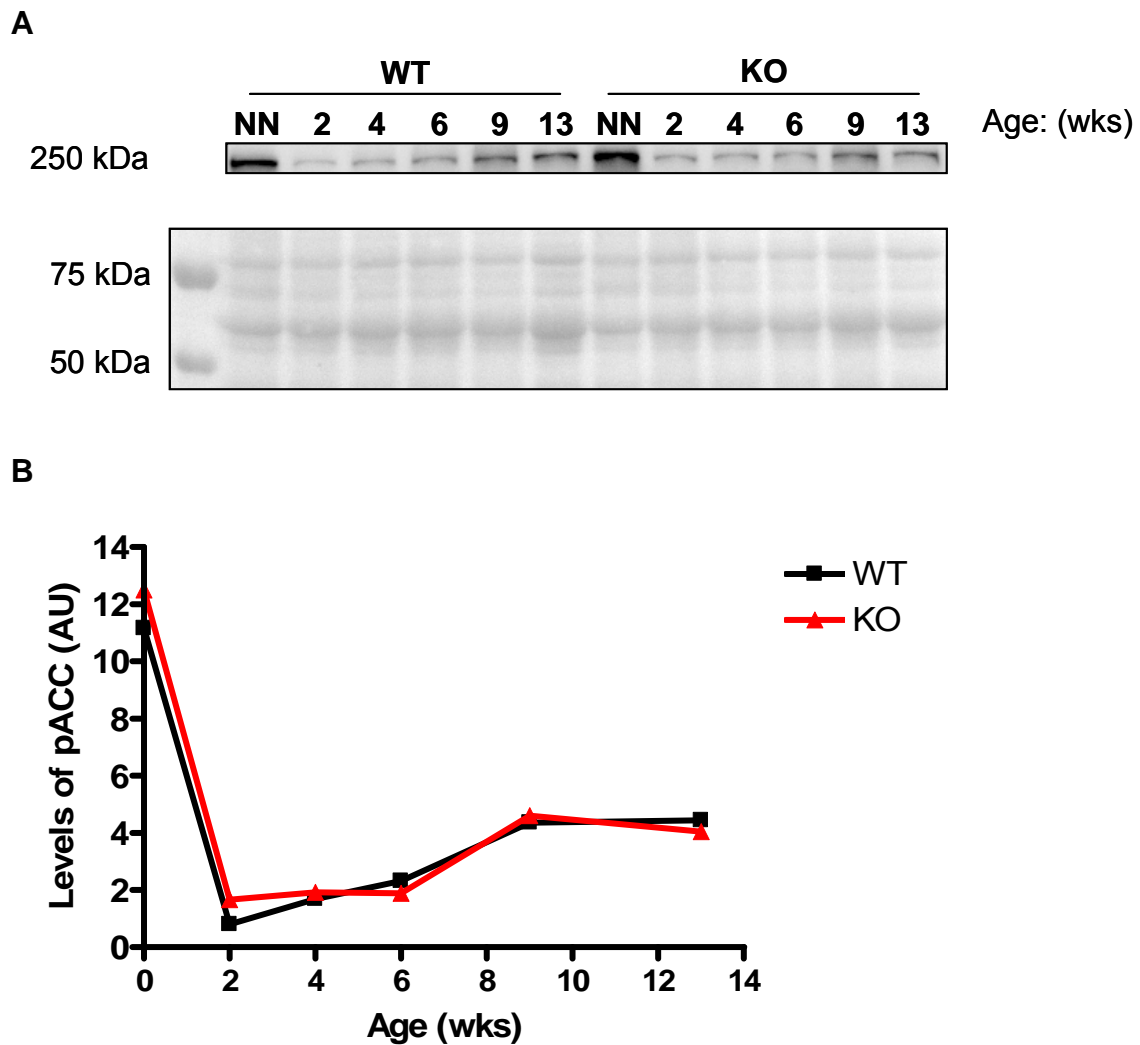 A
WT KO
NN 2 4 6 9 13 NN 2 4 6 9 13 Age: (wks)
250 kDa
75 kDa
50 kDa
B
14
12
10
8
6
4
2
0
Levels of pACC (AU)
WT
KO
0 2 4 6 8 10 12 14
Age (wks)